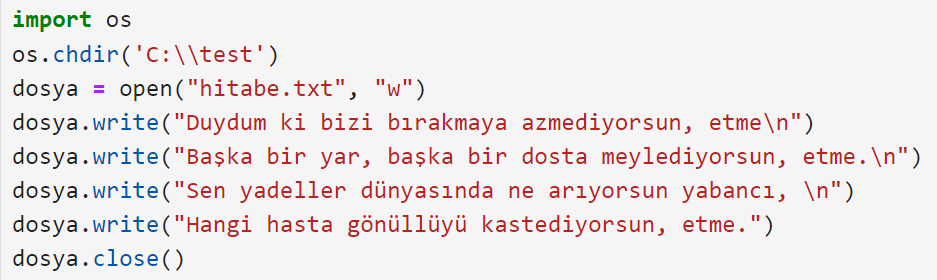 import os
os.chdir('C:\\test')
dosya = open("hitabe.txt", "w")
dosya.write("Duydum ki bizi bırakmaya azmediyorsun, etme\n")
dosya.write("Başka bir yar, başka bir dosta meylediyorsun, etme.\n")
dosya.write("Sen yadeller dünyasında ne arıyorsun yabancı, \n")
dosya.write("Hangi hasta gönüllüyü kastediyorsun, etme.")
dosya.close()